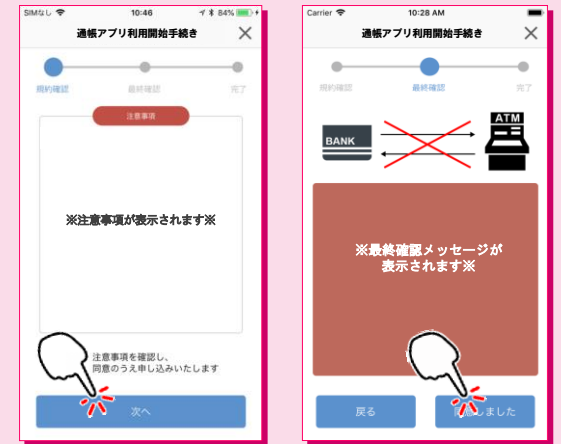 SIMなし 10:46 84%
通帳アプリ利用開始手続き
規約確認 最終確認 完了
注意事項
※注意事項が表示されます※
注意事項を確認し、
同意のうえ申し込みいたします
次へ
Carrier 10:28 AM
通帳アプリ利用開始手続き
規約確認 最終確認 完了
ATM
BANK
※最終確認メッセージが
表示されます※
戻る
しました